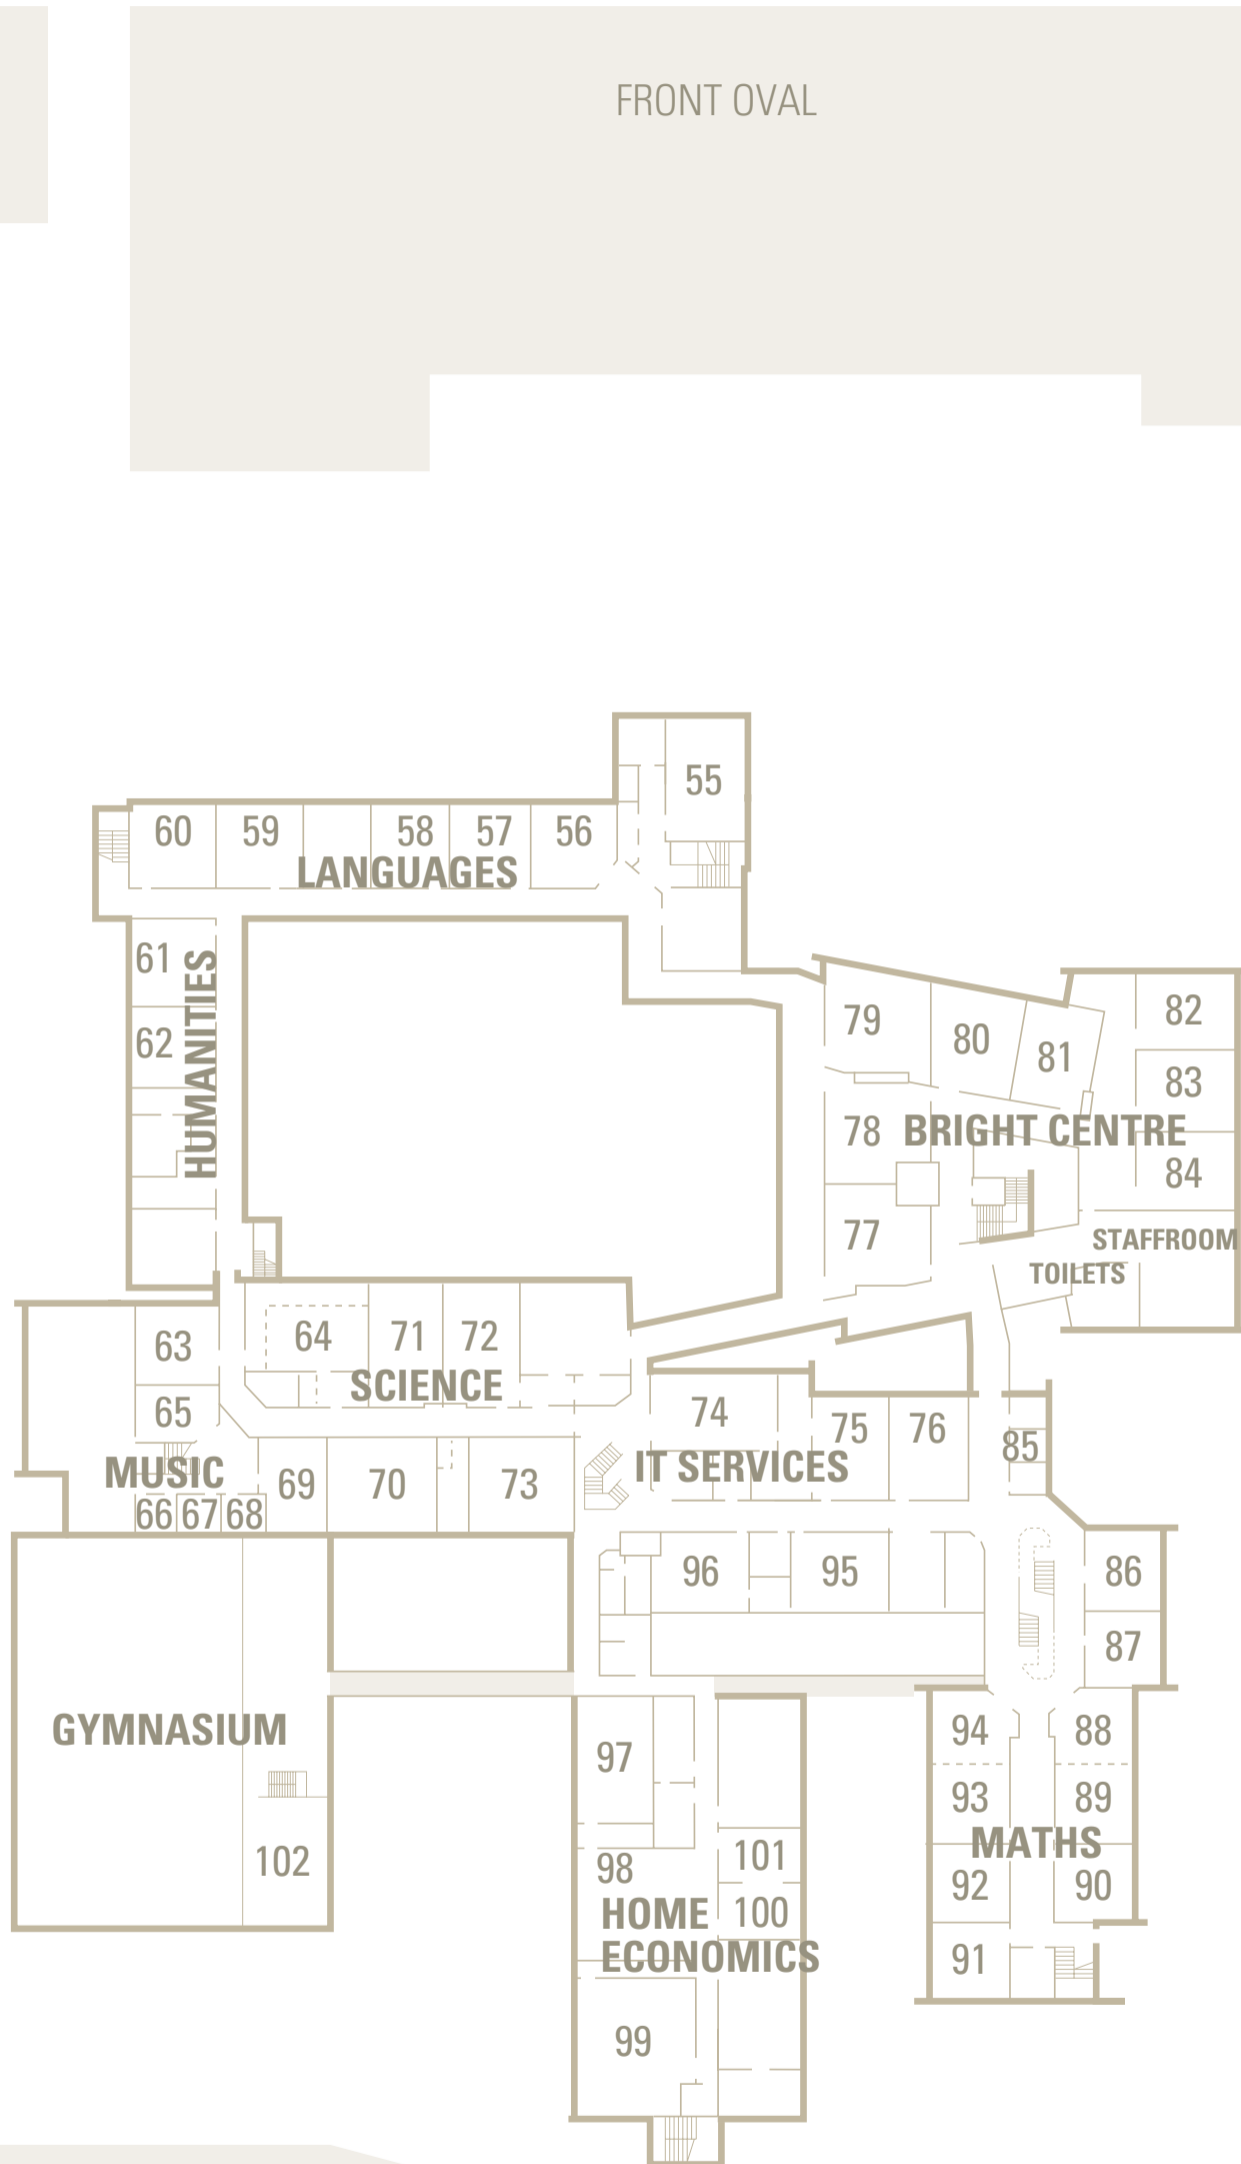 FRONT OVAL
55
60 59 58 57 56
LANGUAGES
61
HUMANITIES
62
79 80 81 82
83
78 BRIGHT CENTRE
84
77
STAFFROOM
TOILETS
63 64 71 72
SCIENCE
65
74 75 76
85
MUSIC
IT SERVICES
69 70 73
66 67 68
96 95 86
87
GYMNASIUM
97
94 88
93 89
MATHS
102
98 101
92 90
HOME
ECONOMICS
100
91
99